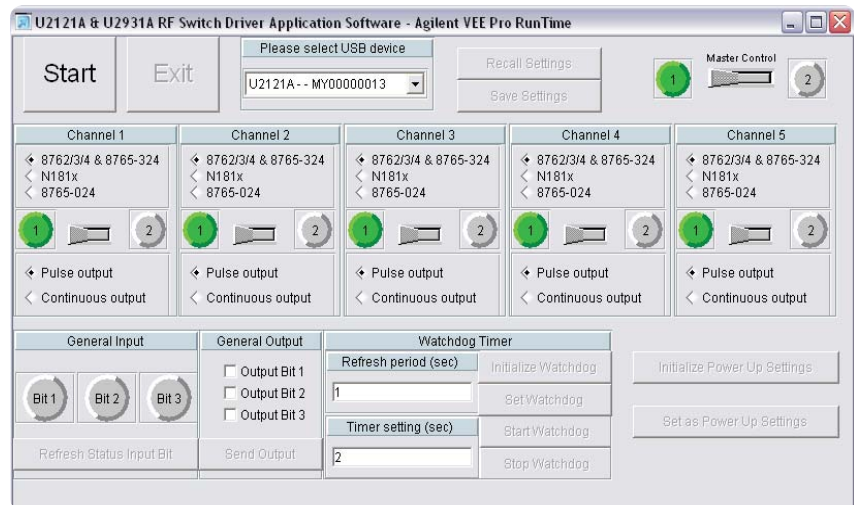 U2121A & U2931A RF Switch Driver Application Software - Agilent VEE Pro RunTime
Start
Exit
Please select USB device
U2121A - - MY00000013
Recall Settings
Save Settings
1
Master Control
2
Channel 1
8762/3/4 & 8765-324
N181x
8765-024
1
2
Pulse output
Continuous output
Channel 2
8762/3/4 & 8765-324
N181x
8765-024
1
2
Pulse output
Continuous output
Channel 3
8762/3/4 & 8765-324
N181x
8765-024
1
2
Pulse output
Continuous output
Channel 4
8762/3/4 & 8765-324
N181x
8765-024
1
2
Pulse output
Continuous output
Channel 5
8762/3/4 & 8765-324
N181x
8765-024
1
2
Pulse output
Continuous output
General Input
Bit 1
Bit 2
Bit 3
Refresh Status Input Bit
General Output
Output Bit 1
Output Bit 2
Output Bit 3
Send Output
Watchdog Timer
Refresh period (sec)
1
Timer setting (sec)
2
Initialize Watchdog
Set Watchdog
Start Watchdog
Stop Watchdog
Initialize Power Up Settings
Set as Power Up Settings